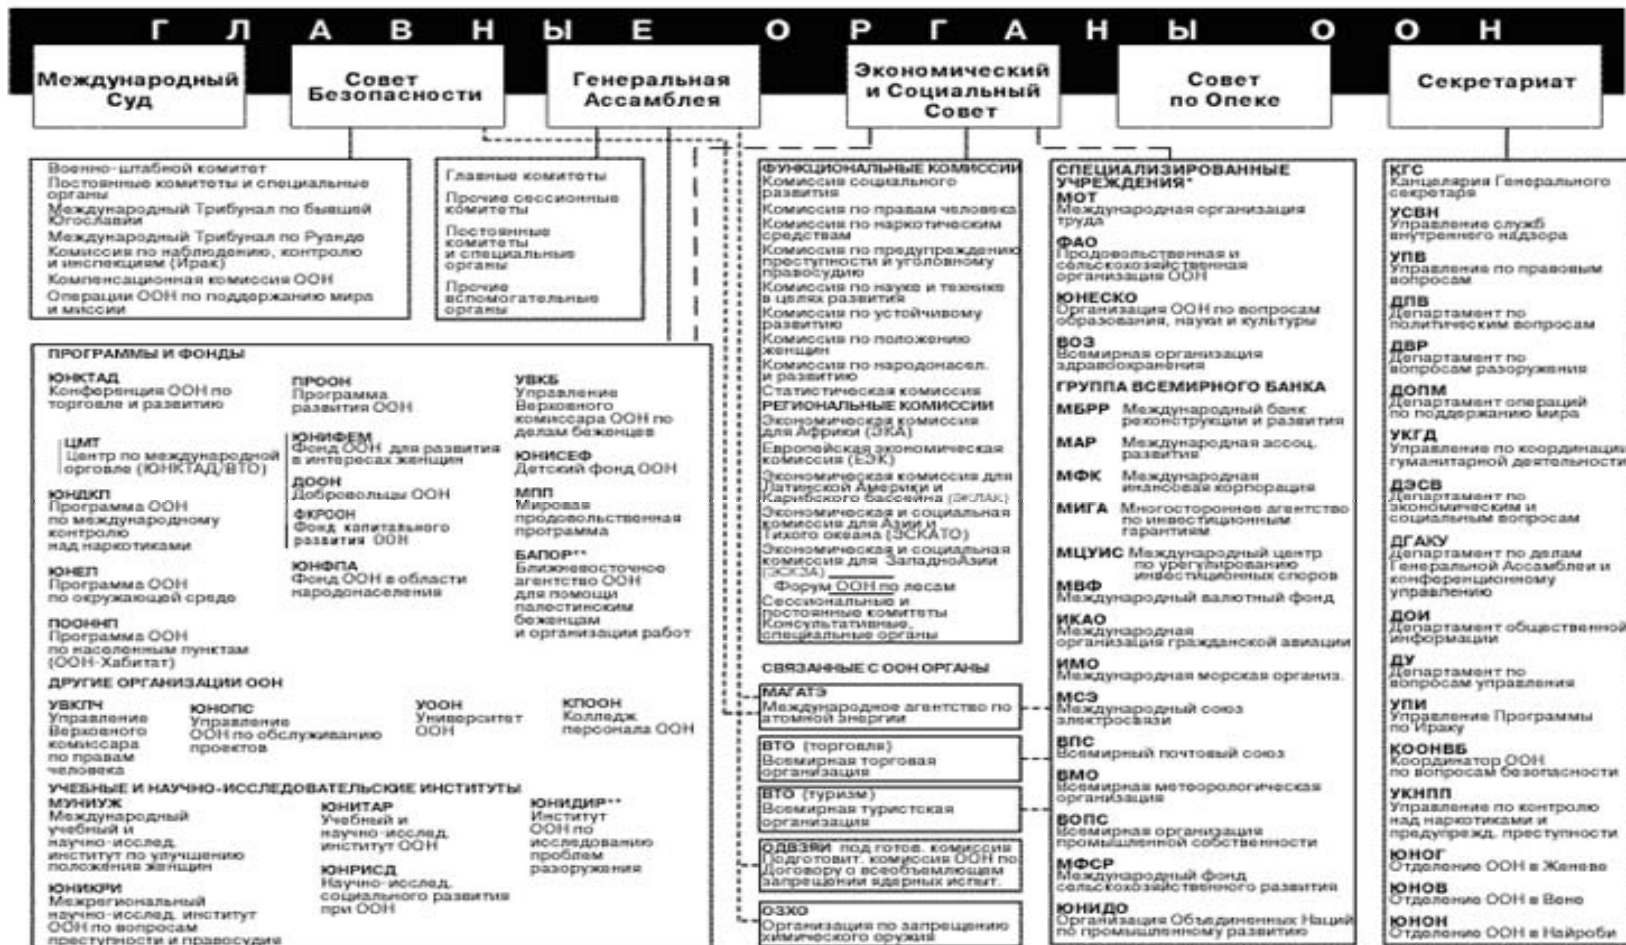 ГЛАВНЫЕ ОРГАНЫ ООН
Международный
Суд
Совет
Безопасности
Генеральная
Ассамблея
Экономический
и Социальный
Совет
Совет
по Опеке
Секретариат
Военно-штабной комитет
Постоянные комитеты и специальные
органы
Международный Трибунал по бывшей
Югославии
Международный Трибунал по Руанде
Комиссия по наблюдению, контролю
и инспекциям (Ирак)
Компенсационная комиссия ООН
Операции ООН по поддержанию мира
и миссии
Главные комитеты
Прочие сессионные
комитеты
Постоянные
комитеты
и специальные
органы
Прочие
вспомогательные
органы
ПРОГРАММЫ И ФОНДЫ
ЮНКТАД
Конференция ООН по
торговле и развитию
ЦМТ
Центр по международной
орговле (ЮНКТАД/ВТО)
ЮНДКП
Программа ООН
по международному
контролю
над наркотиками
ЮНЕП
Программа ООН
по окружающей среде
ПООННП
Программа ООН
по населенным пунктам
(ООН-Хабитат)
ПРООН
Программа
развития ООН
ЮНИФЕМ
Фонд ООН для развития
в интересах женщин
ДООН
Добровольцы ООН
ФКРООН
Фонд капитального
развития ООН
ЮНФПА
Фонд ООН в области
народонаселения
УВКБ
Управление
Верховного
комиссара ООН по
делам беженцев
ЮНИСЕФ
Детский фонд ООН
МПП
Мировая
продовольственная
программа
БАПОР**
Ближневосточное
агентство ООН
для помощи
палестинским
беженцам
и организации работ
ДРУГИЕ ОРГАНИЗАЦИИ ООН
УВКПЧ
Управление
Верховного
комиссара
по правам
человека
ЮНОПС
Управление
ООН по обслуживанию
проектов
УООН
Университет
ООН
КПООН
Колледж
персонала ООН
УЧЕБНЫЕ И НАУЧНО-ИССЛЕДОВАТЕЛЬСКИЕ ИНСТИТУТЫ
МУНИУЖ
Международный
учебный и
научно-исслед.
институт по улучшению
положения женщин
ЮНИКРИ
Межрегиональный
научно-исслед. институт
ООН по вопросам
преступности и правосудия
ЮНИТАР
Учебный и
научно-исслед.
институт ООН
ЮНРИСД
Научно-исслед.
социального развития
при ООН
ЮНИДИР**
Институт
ООН по
исследованию
проблем
разоружения
ФУНКЦИОНАЛЬНЫЕ КОМИССИИ
Комиссия социального
развития
Комиссия по правам человека
Комиссия по наркотическим
средствам
Комиссия по предупреждению
преступности и уголовному
правосудию
Комиссия по науке и технике
в целях развития
Комиссия по устойчивому
развитию
Комиссия по положению
женщин
Комиссия по народонасел.
и развитию
Статистическая комиссия
РЕГИОНАЛЬНЫЕ КОМИССИИ
Экономическая комиссия
для Африки (ЭКА)
Европейская экономическая
комиссия (ЕЭК)
Экономическая комиссия для
Латинской Америки и
Карибского бассейна (ЭКЛАК)
Экономическая и социальная
комиссия для Азии и
Тихого океана (ЭСКАТО)
Экономическая и социальная
комиссия для ЗападноАзии
(ЭСКЗА)
Форум ООН по лесам
Сессиональные и
постоянные комитеты
Консультативные,
специальные органы
СВЯЗАННЫЕ С ООН ОРГАНЫ
МАГАТЭ
Международное агентство по
атомной энергии
ВТО (торговля)
Всемирная торговая
организация
ВТО (туризм)
Всемирная туристская
организация
ОДВЗЯИ под готов. комиссия
Подготовит. комиссия ООН по
Договору о всеобъемлющем
запрещении ядерных испыт.
ОЗХО
Организация по запрещению
химического оружия
СПЕЦИАЛИЗИРОВАННЫЕ
УЧРЕЖДЕНИЯ*
МОТ
Международная организация
труда
ФАО
Продовольственная и
сельскохозяйственная
организация ООН
ЮНЕСКО
Организация ООН по вопросам
образования, науки и культуры
ВОЗ
Всемирная организация
здравоохранения
ГРУППА ВСЕМИРНОГО БАНКА
МБРР Международный банк
реконструкции и развития
МАР Международная ассоц.
развития
МФК Международная
инансовая корпорация
МИГА Многостороннее агентство
по инвестиционным
гарантиям
МЦУИС Международный центр
по урегулированию
инвестиционных споров
МВФ
Международный валютный фонд
ИКАО
Международная
организация гражданской авиации
ИМО
Международная морская организ.
МСЭ
Международный союз
электросвязи
ВПС
Всемирный почтовый союз
ВМО
Всемирная метеорологическая
организация
ВОПС
Всемирная организация
промышленной собственности
МФСР
Международный фонд
сельскохозяйственного развития
ЮНИДО
Организация Объединенных Наций
по промышленному развитию
КГС
Канцелярия Генерального
секретаря
УСВН
Управление служб
внутреннего надзора
УПВ
Управление по правовым
вопросам
ДПВ
Департамент по
политическим вопросам
ДВР
Департамент по
вопросам разоружения
ДОПМ
Департамент операций
по поддержанию мира
УКГД
Управление по координации
гуманитарной деятельности
ДЭСВ
Департамент по
экономическим и
социальным вопросам
ДГАКУ
Департамент по делам
Генеральной Ассамблеи и
конференционному
управлению
ДОИ
Департамент общественной
информации
ДУ
Департамент по
вопросам управления
УПИ
Управление Программы
по Ираку
КООНВБ
Координатор ООН
по вопросам безопасности
УКНПП
Управление по контролю
над наркотиками и
предупрежд. преступности
ЮНОГ
Отделение ООН в Женеве
ЮНОВ
Отделение ООН в Вене
ЮНОН
Отделение ООН в Найроби